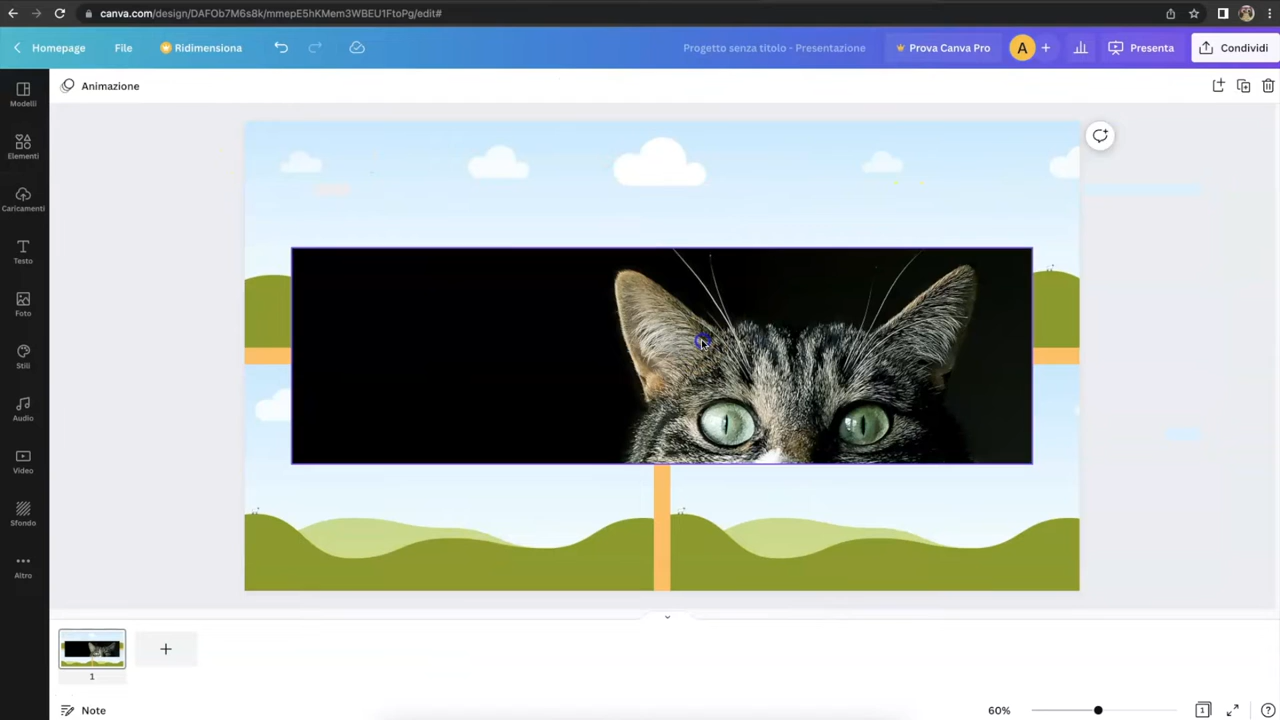 canva.com/design/DAFOb7M6s8k/mmepE5hKMem3WBEU1FtoPg/edit#
Homepage File Ridimensiona Progetto senza titolo - Presentazione Prova Canva Pro A + Presenta Condividi
Modelli
Animazione
Elementi
Caricamenti
Testo
Foto
Stili
Audio
Video
Sfondo
Altro
1
Note 60% 1 ?